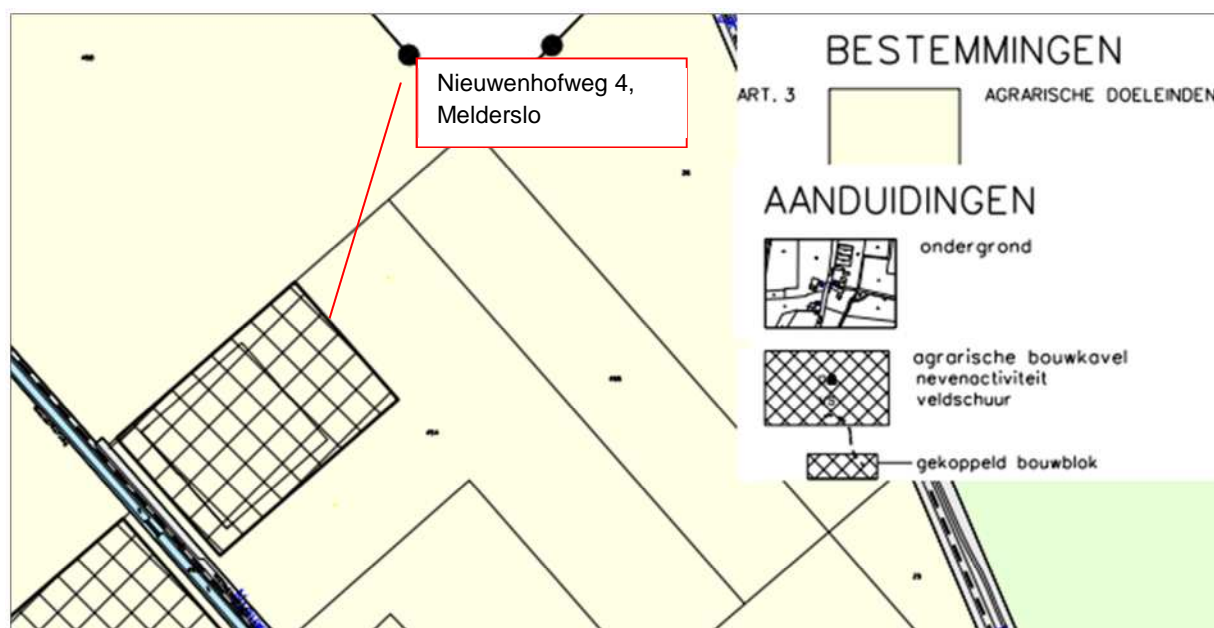 Nieuwenhofweg 4,
Melderslo
BESTEMMINGEN
ART. 3
AGRARISCHE DOELEINDEN
AANDUIDINGEN
ondergrond
agrarische bouwkavel
nevenactiviteit
veldschuur
gekoppeld bouwblok